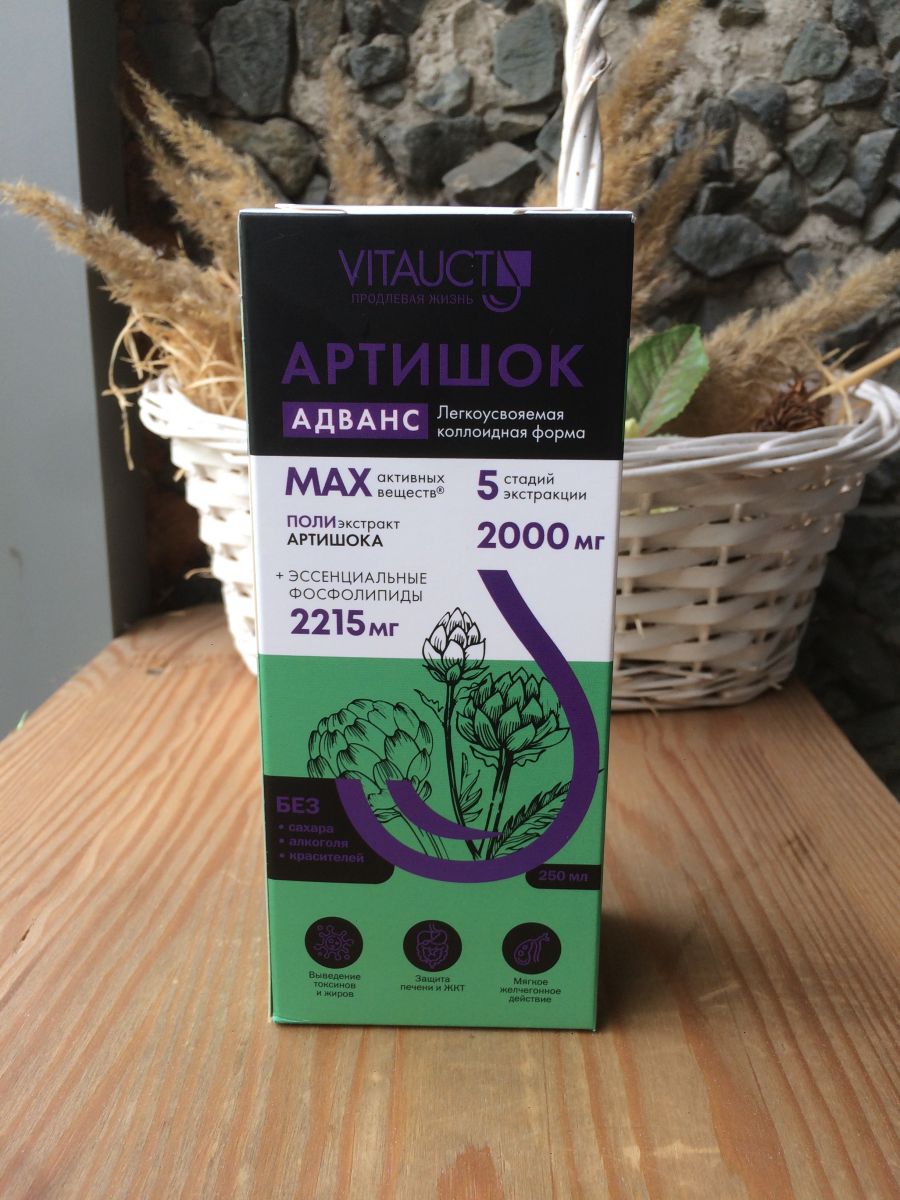 VITAUCT
ПРОДЛЕВАЯ ЖИЗНЬ
АРТИШОК
АДВАНС
Легкоусвояемая
коллоидная форма
MAX активных
веществ®
5 стадий
экстракции
ПОЛИэкстракт
АРТИШОКА
2000 мг
+ ЭССЕНЦИАЛЬНЫЕ
ФОСФОЛИПИДЫ
2215 мг
БЕЗ
• сахара
• алкоголя
• красителей
250 мл
Выведение
токсинов
и жиров
Защита
печени и ЖКТ
Мягкое
желчегонное
действие